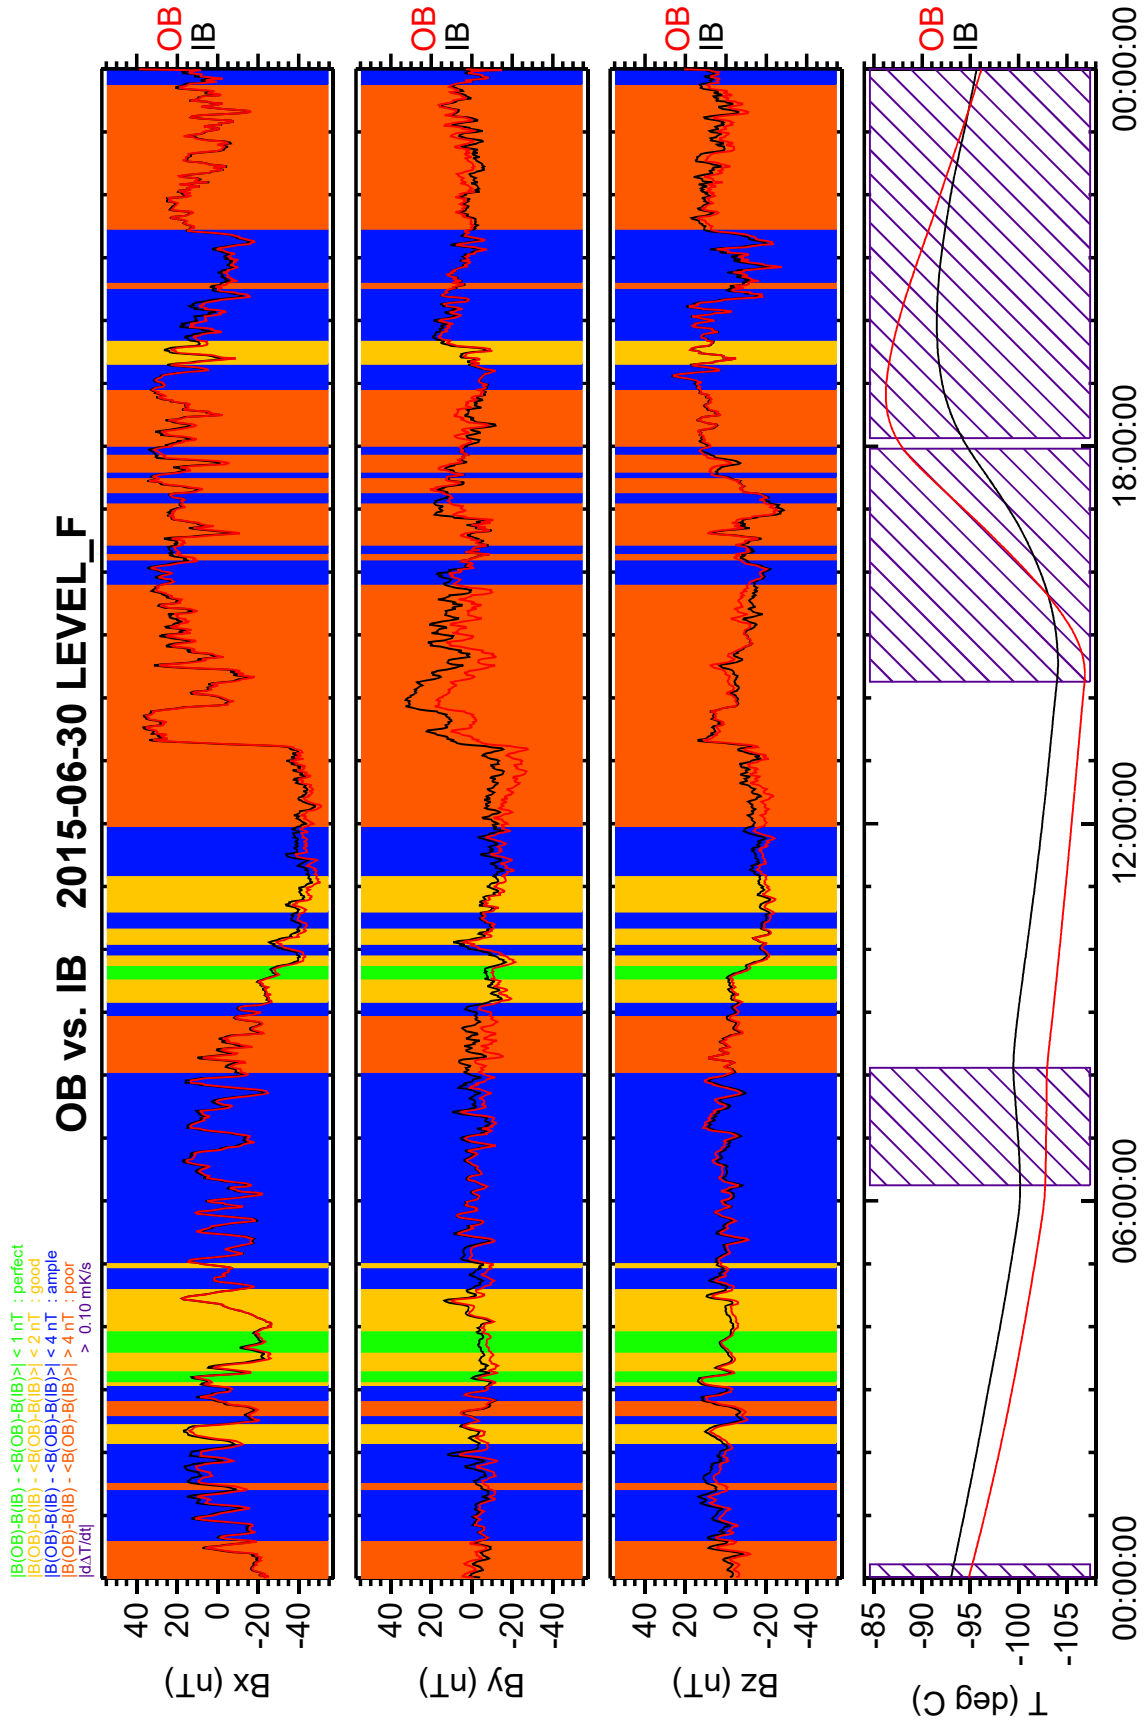 OB vs. IB 2015-06-30 LEVEL_F
|B(OB)-B(IB) - <B(OB)-B(IB)>| < 1 nT : perfect
|B(OB)-B(IB) - <B(OB)-B(IB)>| < 2 nT : good
|B(OB)-B(IB) - <B(OB)-B(IB)>| < 4 nT : ample
|B(OB)-B(IB) - <B(OB)-B(IB)>| > 4 nT : poor
|dΔT/dt| > 0.10 mK/s
Bx (nT)
40
20
0
-20
-40
OB
IB
By (nT)
40
20
0
-20
-40
OB
IB
Bz (nT)
40
20
0
-20
-40
OB
IB
T (deg C)
-85
-90
-95
-100
-105
OB
IB
00:00:00
06:00:00
12:00:00
18:00:00
00:00:00